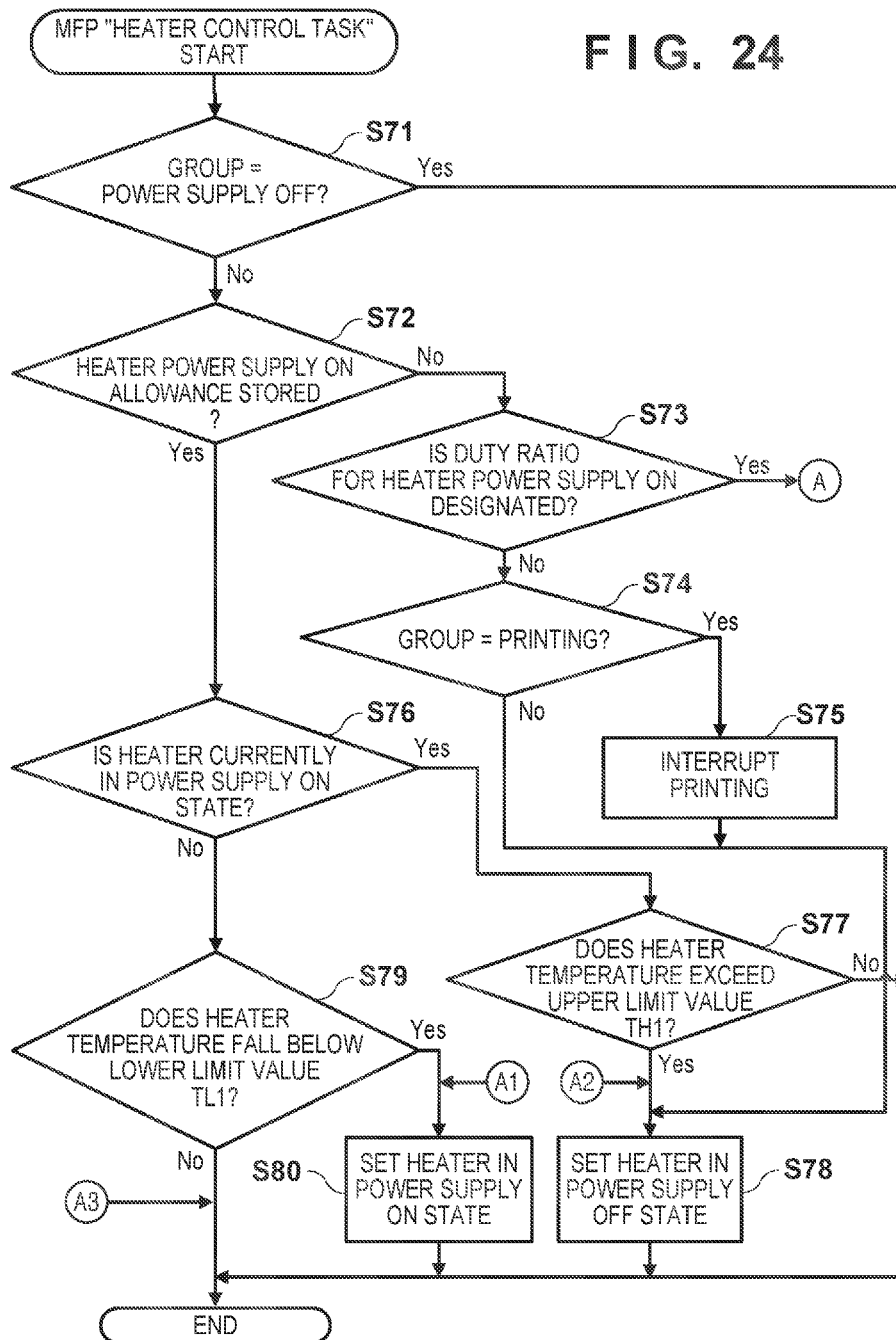 MFP "HEATER CONTROL TASK"
START
FIG. 24
S71
GROUP =
POWER SUPPLY OFF?
Yes
No
S72
HEATER POWER SUPPLY ON
ALLOWANCE STORED
?
No
Yes
S73
IS DUTY RATIO
FOR HEATER POWER SUPPLY ON
DESIGNATED?
Yes
A
No
S74
GROUP = PRINTING?
Yes
No
S75
INTERRUPT
PRINTING
S76
IS HEATER CURRENTLY
IN POWER SUPPLY ON
STATE?
Yes
No
S77
DOES HEATER
TEMPERATURE EXCEED
UPPER LIMIT VALUE
TH1?
No
Yes
S79
DOES HEATER
TEMPERATURE FALL BELOW
LOWER LIMIT VALUE
TL1?
Yes
No
A1
A2
S80
SET HEATER IN
POWER SUPPLY
ON STATE
SET HEATER IN
POWER SUPPLY
OFF STATE
S78
A3
END